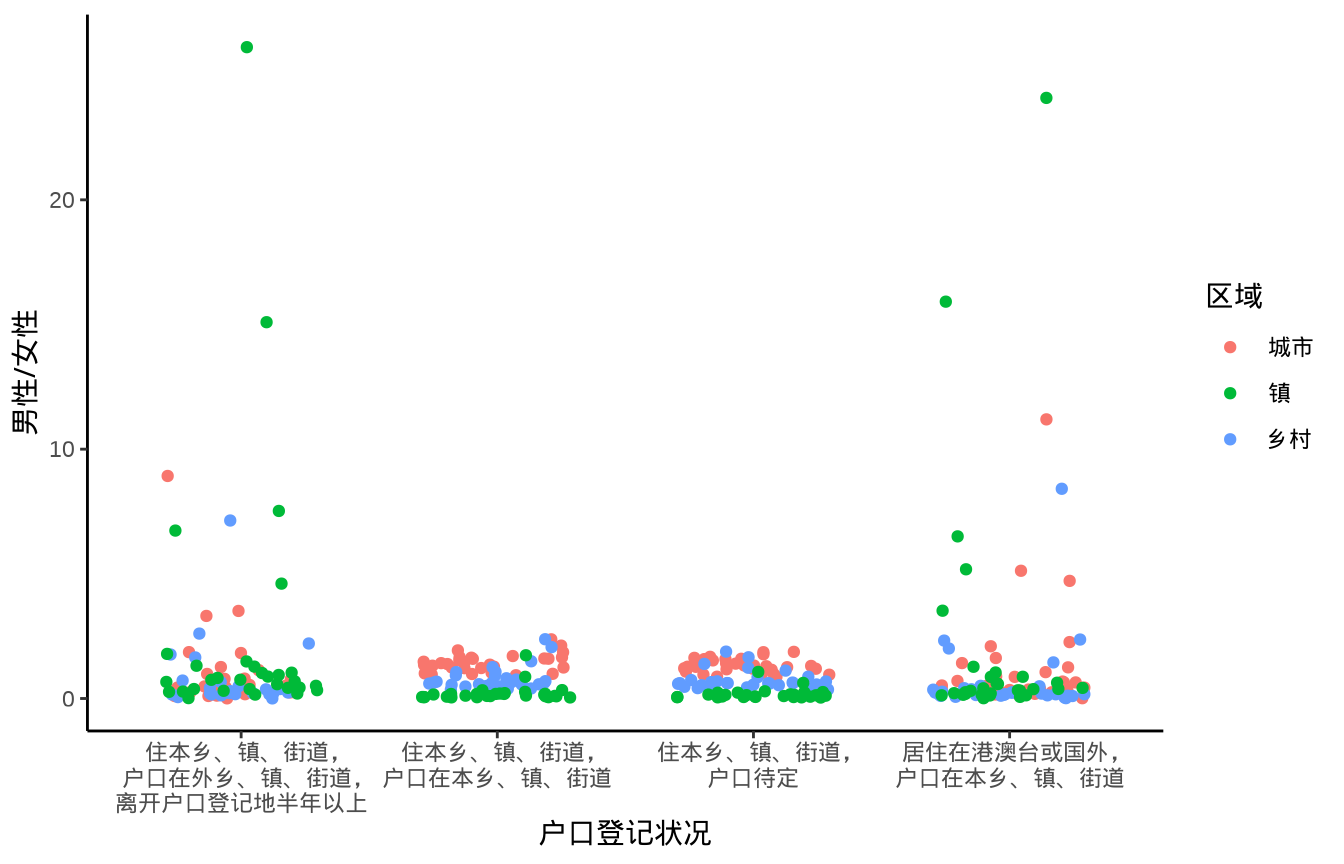 男性/女性
20
10
0
住本乡、镇、街道，
户口在外乡、镇、街道，
离开户口登记地半年以上
住本乡、镇、街道，
户口在本乡、镇、街道
住本乡、镇、街道，
户口待定
居住在港澳台或国外，
户口在本乡、镇、街道
户口登记状况
区域
城市
镇
乡村